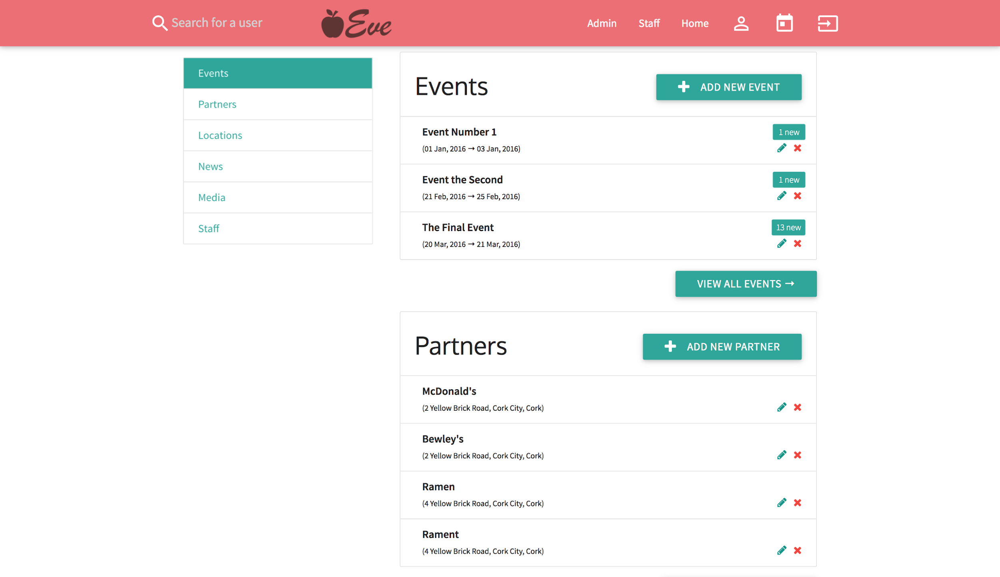 Search for a user
Eve
Admin
Staff
Home
Events
Partners
Locations
News
Media
Staff
Events
ADD NEW EVENT
Event Number 1
1 new
(01 Jan, 2016 → 03 Jan, 2016)
Event the Second
1 new
(21 Feb, 2016 → 25 Feb, 2016)
The Final Event
13 new
(20 Mar, 2016 → 21 Mar, 2016)
VIEW ALL EVENTS →
Partners
ADD NEW PARTNER
McDonald's
(2 Yellow Brick Road, Cork City, Cork)
Bewley's
(2 Yellow Brick Road, Cork City, Cork)
Ramen
(4 Yellow Brick Road, Cork City, Cork)
Rament
(4 Yellow Brick Road, Cork City, Cork)